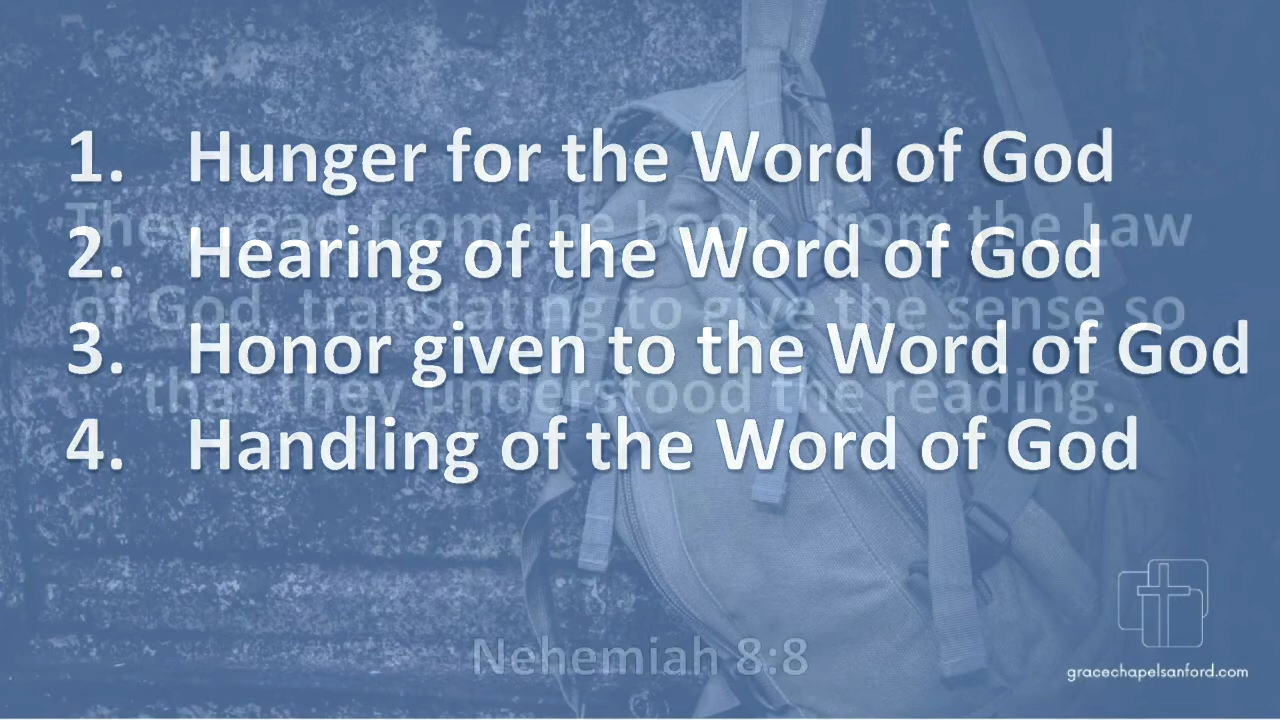 1. Hunger for the Word of God
They read from the book, from the Law
2. Hearing of the Word of God
of God, translating to give the sense so
3. Honor given to the Word of God
that they understood the reading.
4. Handling of the Word of God
Nehemiah 8:8
gracechapelsanford.com